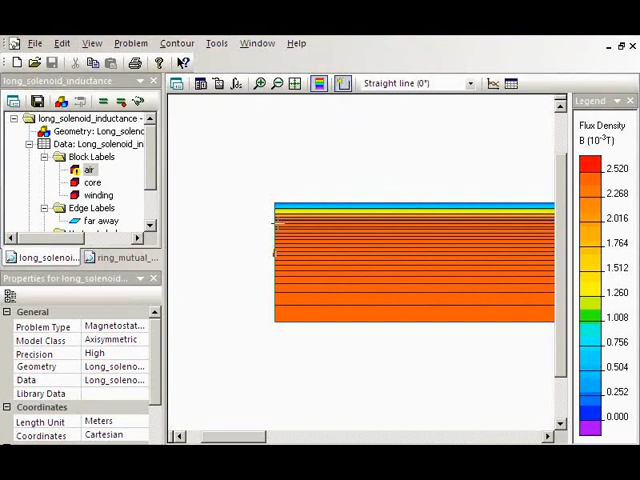 File Edit View Problem Contour Tools Window Help
Straight line (0°)
long_solenoid_inductance
long_solenoid_inductance -
Geometry: Long_solenc
Data: Long_solenoid_in
Block Labels
air
core
winding
Edge Labels
far away
long_solenoi...
ring_mutual_...
Properties for long_solenoid...
General
Problem Type Magnetostat...
Model Class Axisymmetric
Precision High
Geometry Long_soleno...
Data Long_soleno...
Library Data
Coordinates
Length Unit Meters
Coordinates Cartesian
Legend
Flux Density
B (10⁻³T)
2.520
2.268
2.016
1.764
1.512
1.260
1.008
0.756
0.504
0.252
0.000